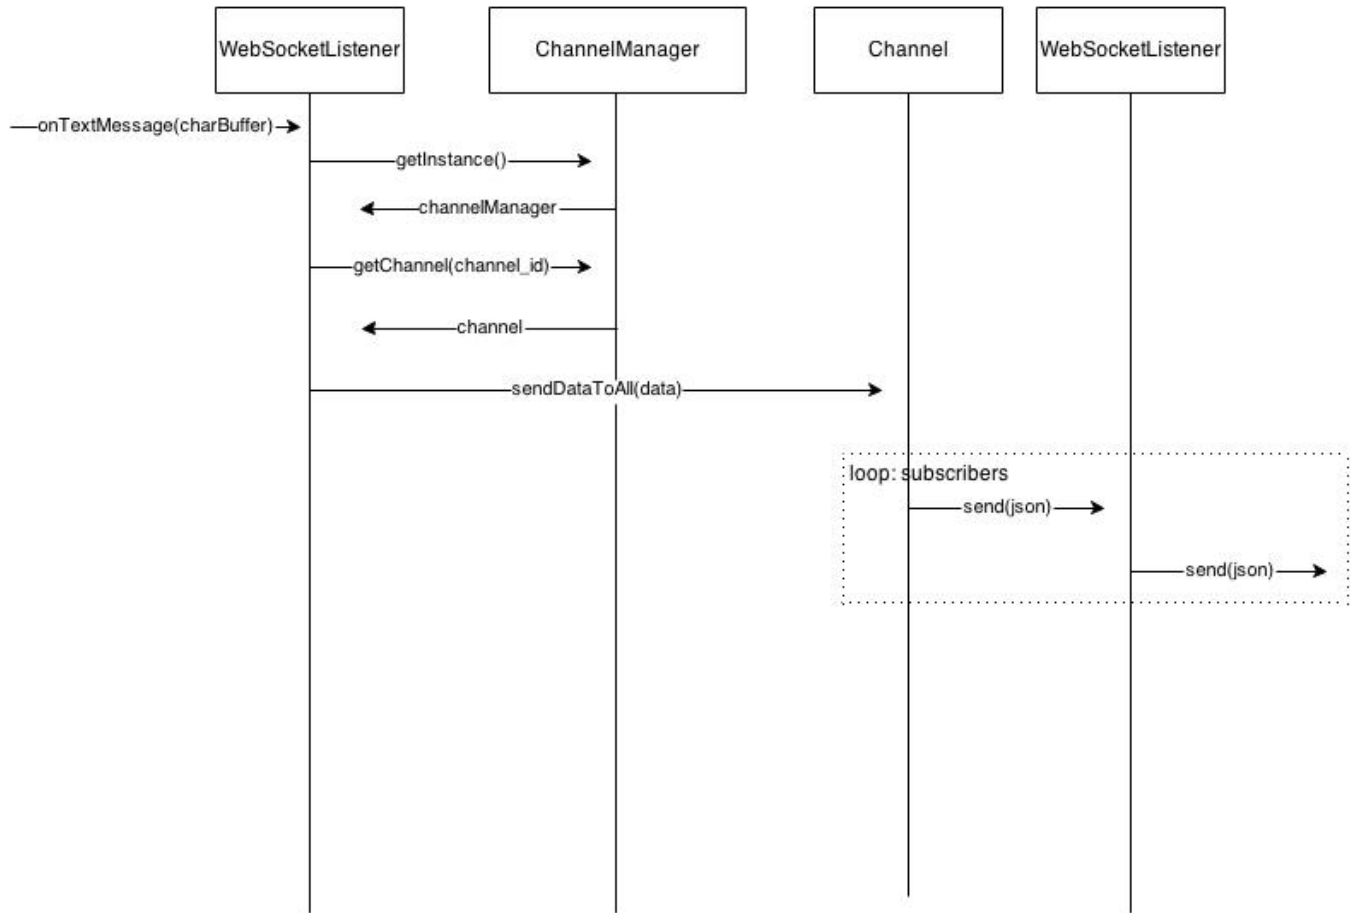 WebSocketListener
ChannelManager
Channel
WebSocketListener
onTextMessage(charBuffer)
getInstance()
channelManager
getChannel(channel_id)
channel
sendDataToAll(data)
loop: subscribers
send(json)
send(json)